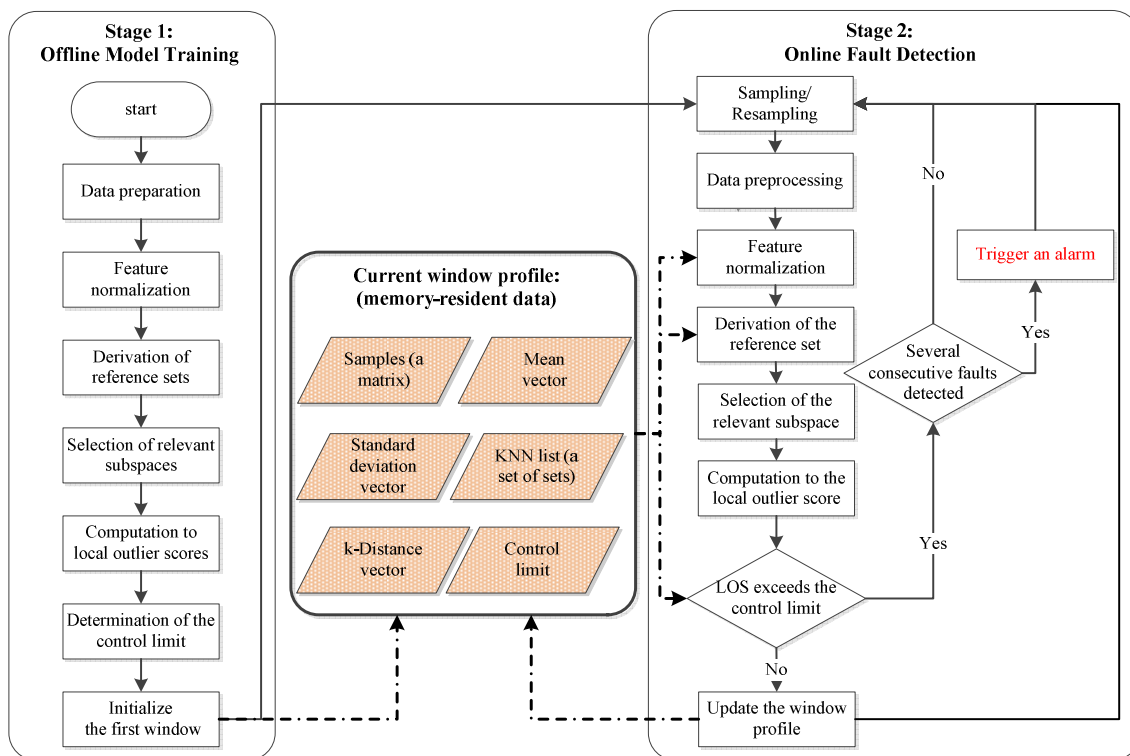 Stage 1:
Offline Model Training
start
Data preparation
Feature
normalization
Derivation of
reference sets
Selection of relevant
subspaces
Computation to
local outlier scores
Determination of the
control limit
Initialize
the first window
Current window profile:
(memory-resident data)
Samples (a
matrix)
Mean
vector
Standard
deviation
vector
KNN list (a
set of sets)
k-Distance
vector
Control
limit
Stage 2:
Online Fault Detection
Sampling/
Resampling
Data preprocessing
Feature
normalization
Derivation of the
reference set
Selection of the
relevant subspace
Computation to the
local outlier score
LOS exceeds the
control limit
No
Update the window
profile
Yes
Several
consecutive faults
detected
No
Yes
Trigger an alarm